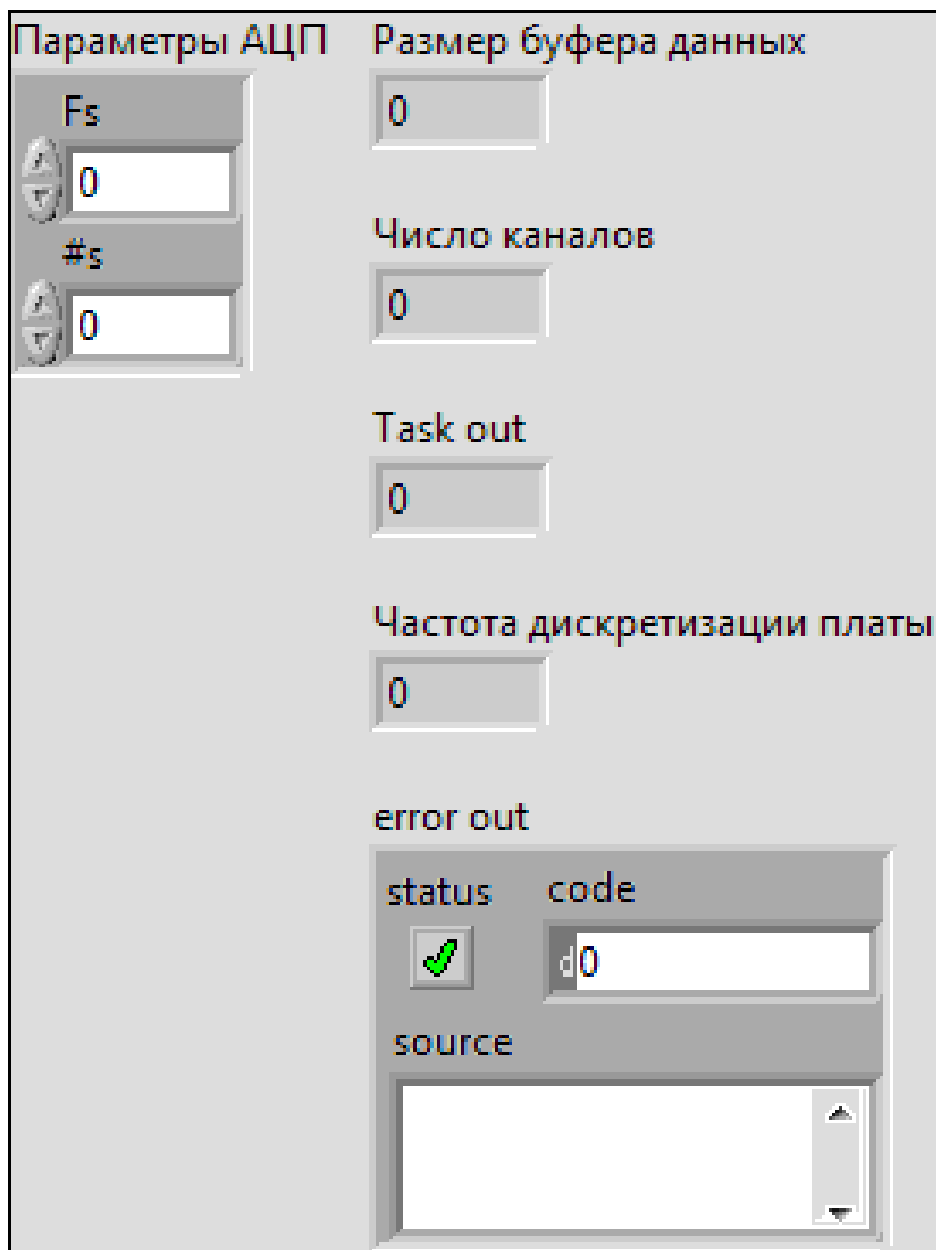 Параметры АЦП
Fs
0
#s
0
Размер буфера данных
0
Число каналов
0
Task out
0
Частота дискретизации платы
0
error out
status code
d0
source